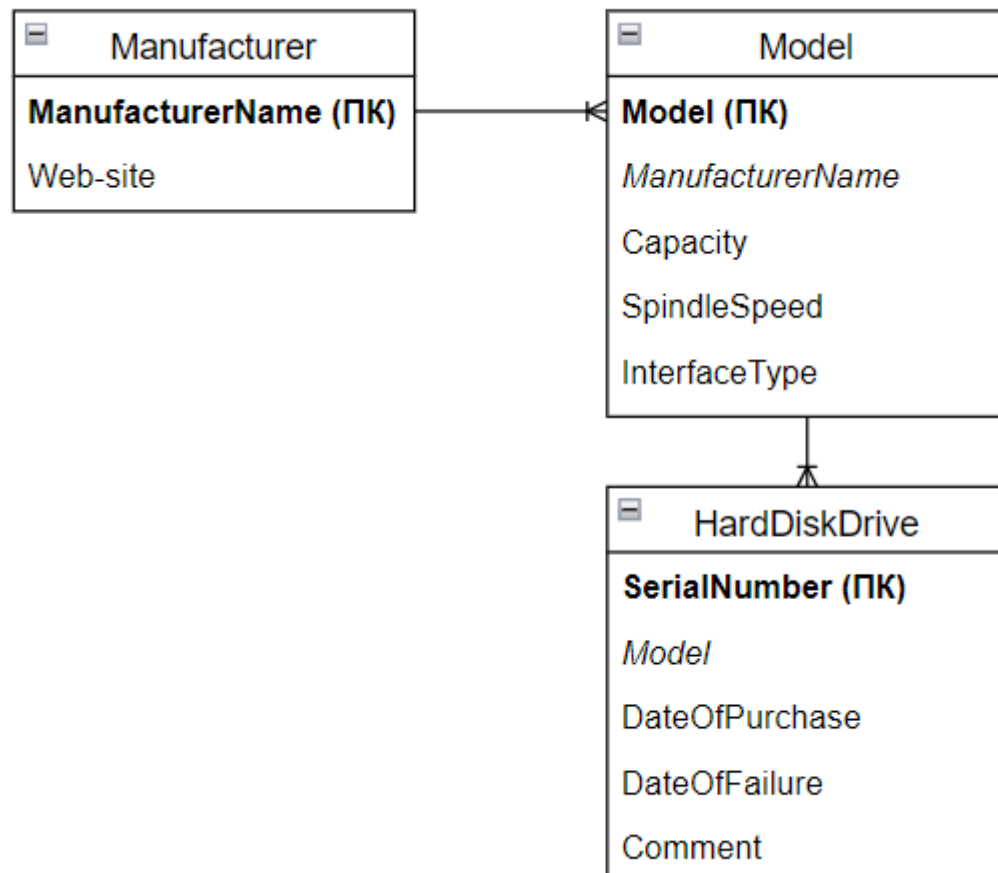 Manufacturer
ManufacturerName (ПК)
Web-site
Model
Model (ПК)
ManufacturerName
Capacity
SpindleSpeed
InterfaceType
HardDiskDrive
SerialNumber (ПК)
Model
DateOfPurchase
DateOfFailure
Comment